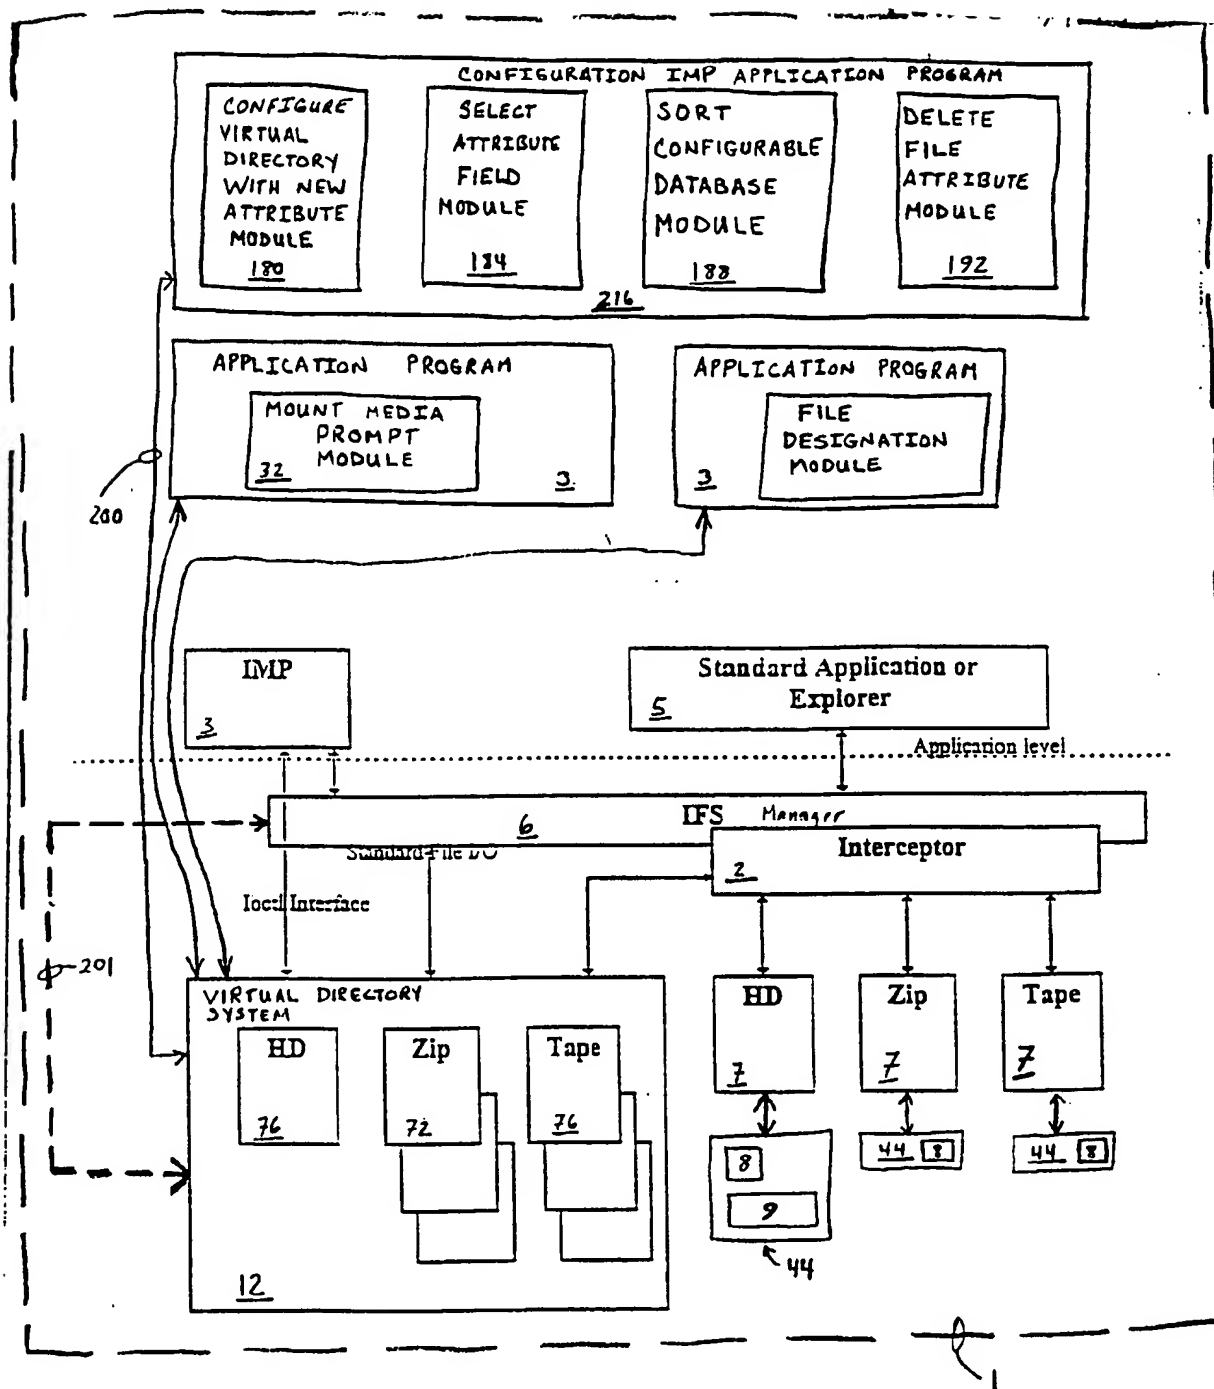 CONFIGURATION IMP APPLICATION PROGRAM
CONFIGURE
VIRTUAL
DIRECTORY
WITH NEW
ATTRIBUTE
MODULE
180
SELECT
ATTRIBUTE
FIELD
MODULE
184
SORT
CONFIGURABLE
DATABASE
MODULE
188
DELETE
FILE
ATTRIBUTE
MODULE
192
216
APPLICATION PROGRAM
MOUNT MEDIA
PROMPT
MODULE
32
3
APPLICATION PROGRAM
FILE
DESIGNATION
MODULE
3
200
IMP
3
Standard Application or
Explorer
5
Application level
IFS Manager
6
Interceptor
2
Standard File I/O
Ioctl Interface
201
VIRTUAL DIRECTORY
SYSTEM
HD
76
Zip
72
Tape
76
12
HD
7
Zip
7
Tape
7
8
9
44
44 8
44 8
1